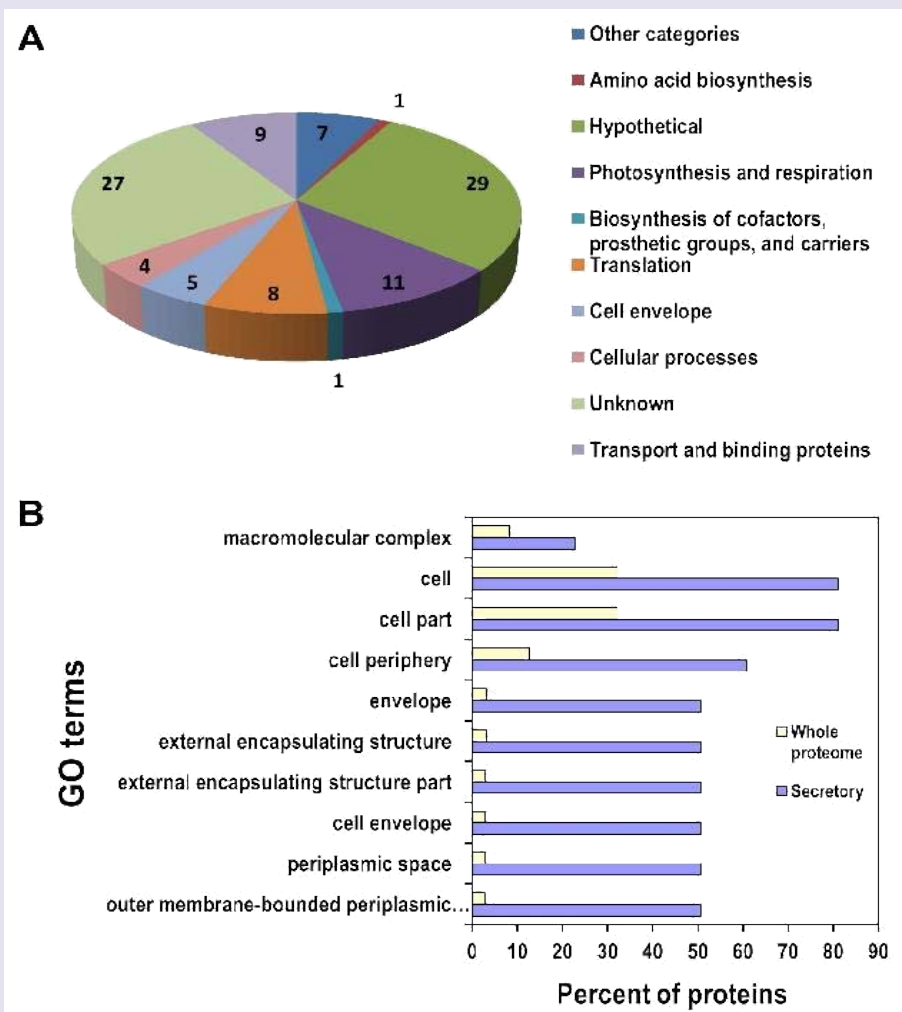 A
Other categories
Amino acid biosynthesis
Hypothetical
Photosynthesis and respiration
Biosynthesis of cofactors,
prosthetic groups, and carriers
Translation
Cell envelope
Cellular processes
Unknown
Transport and binding proteins
1
9
7
27
29
4
5
8
11
1
B
GO terms
macromolecular complex
cell
cell part
cell periphery
envelope
external encapsulating structure
external encapsulating structure part
cell envelope
periplasmic space
outer membrane-bounded periplasmic...
Whole
proteome
Secretory
0 10 20 30 40 50 60 70 80 90
Percent of proteins